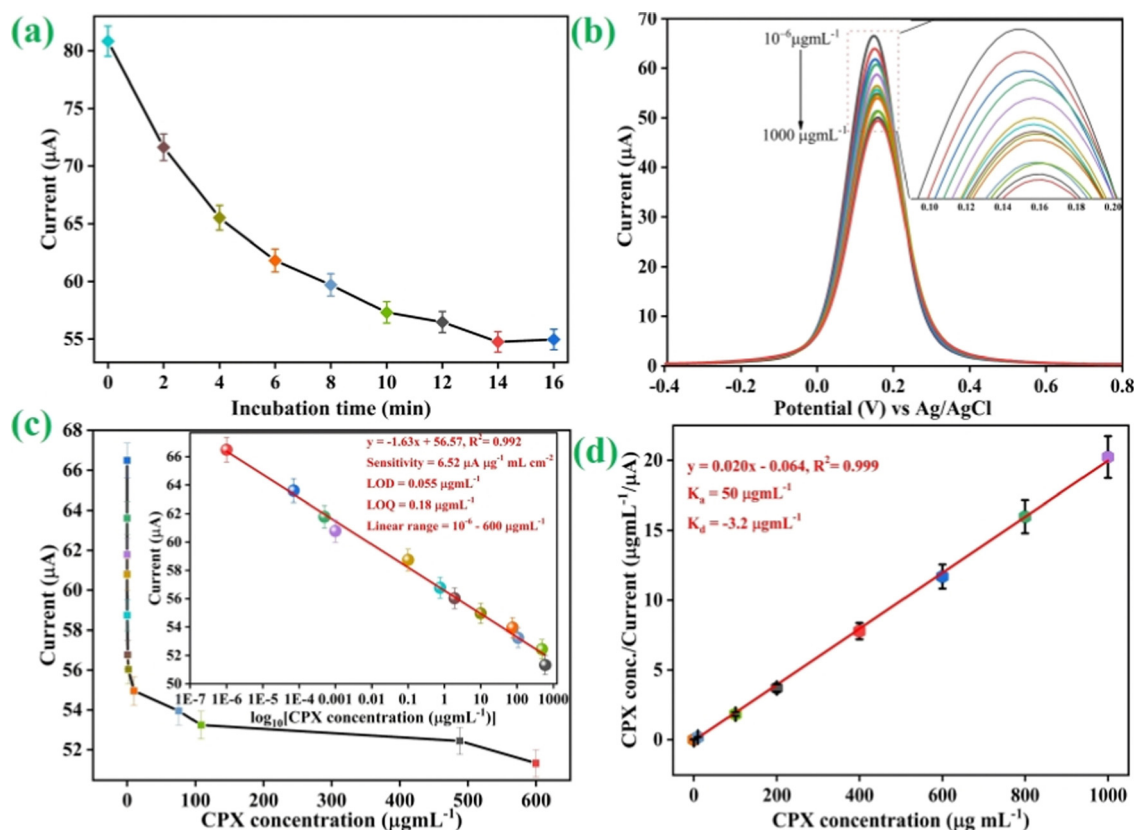 (a)
80
75
70
65
60
55
Current (µA)
0 2 4 6 8 10 12 14 16
Incubation time (min)
(b)
70
60
50
40
30
20
10
0
Current (µA)
10⁻⁶µgmL⁻¹
1000 µgmL⁻¹
0.10 0.12 0.14 0.16 0.18 0.20
-0.4 -0.2 0.0 0.2 0.4 0.6 0.8
Potential (V) vs Ag/AgCl
(c)
68
66
64
62
60
58
56
54
52
Current (µA)
66
64
62
60
58
56
54
52
50
Current (µA)
y = -1.63x + 56.57, R²= 0.992
Sensitivity = 6.52 µA µg⁻¹ mL cm⁻²
LOD = 0.055 µgmL⁻¹
LOQ = 0.18 µgmL⁻¹
Linear range = 10⁻⁶ - 600 µgmL⁻¹
1E-7 1E-6 1E-5 1E-4 0.001 0.01 0.1 1 10 100 1000
log₁₀[CPX concentration (µgmL⁻¹)]
0 100 200 300 400 500 600
CPX concentration (µgmL⁻¹)
(d)
20
15
10
5
0
CPX conc./Current (µgmL⁻¹/µA)
y = 0.020x - 0.064, R²= 0.999
Kₐ = 50 µgmL⁻¹
K_d = -3.2 µgmL⁻¹
0 200 400 600 800 1000
CPX concentration (µg mL⁻¹)